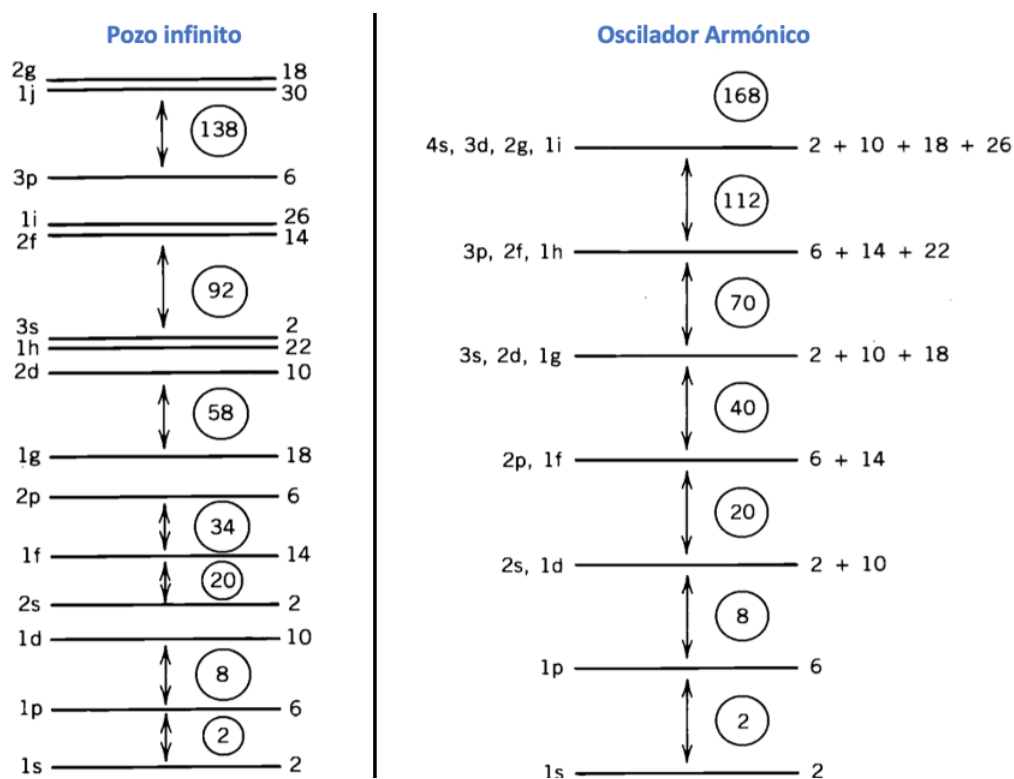 Pozo infinito
2g 18
1j 30
138
3p 6
1i 26
2f 14
92
3s 2
1h 22
2d 10
58
1g 18
2p 6
34
1f 14
20
2s 2
1d 10
8
1p 6
2
1s 2
Oscilador Armónico
168
4s, 3d, 2g, 1i 2 + 10 + 18 + 26
112
3p, 2f, 1h 6 + 14 + 22
70
3s, 2d, 1g 2 + 10 + 18
40
2p, 1f 6 + 14
20
2s, 1d 2 + 10
8
1p 6
2
1s 2